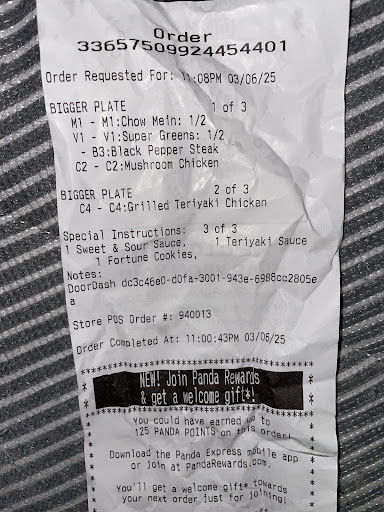 Order
33657509924454401
Order Requested For: 11:08PM 03/06/25
BIGGER PLATE 1 of 3
M1 - M1:Chow Mein: 1/2
V1 - V1:Super Greens: 1/2
- B3:Black Pepper Steak
C2 - C2:Mushroom Chicken
BIGGER PLATE 2 of 3
C4 - C4:Grilled Teriyaki Chicken
Special Instructions: 3 of 3
1 Sweet & Sour Sauce, 1 Teriyaki Sauce
1 Fortune Cookies,
Notes:
DoorDash dc3c46e0-d0fa-3001-943e-6986cc2805e
a
Store POS Order #: 940013
Order Completed At: 11:00:43PM 03/06/25
NEW! Join Panda Rewards
& get a welcome gift*!
You could have earned up to
125 PANDA POINTS on this order!
Download the Panda Express mobile app
or join at PandaRewards.com.
You'll get a welcome gift* towards
your next order just for joining!